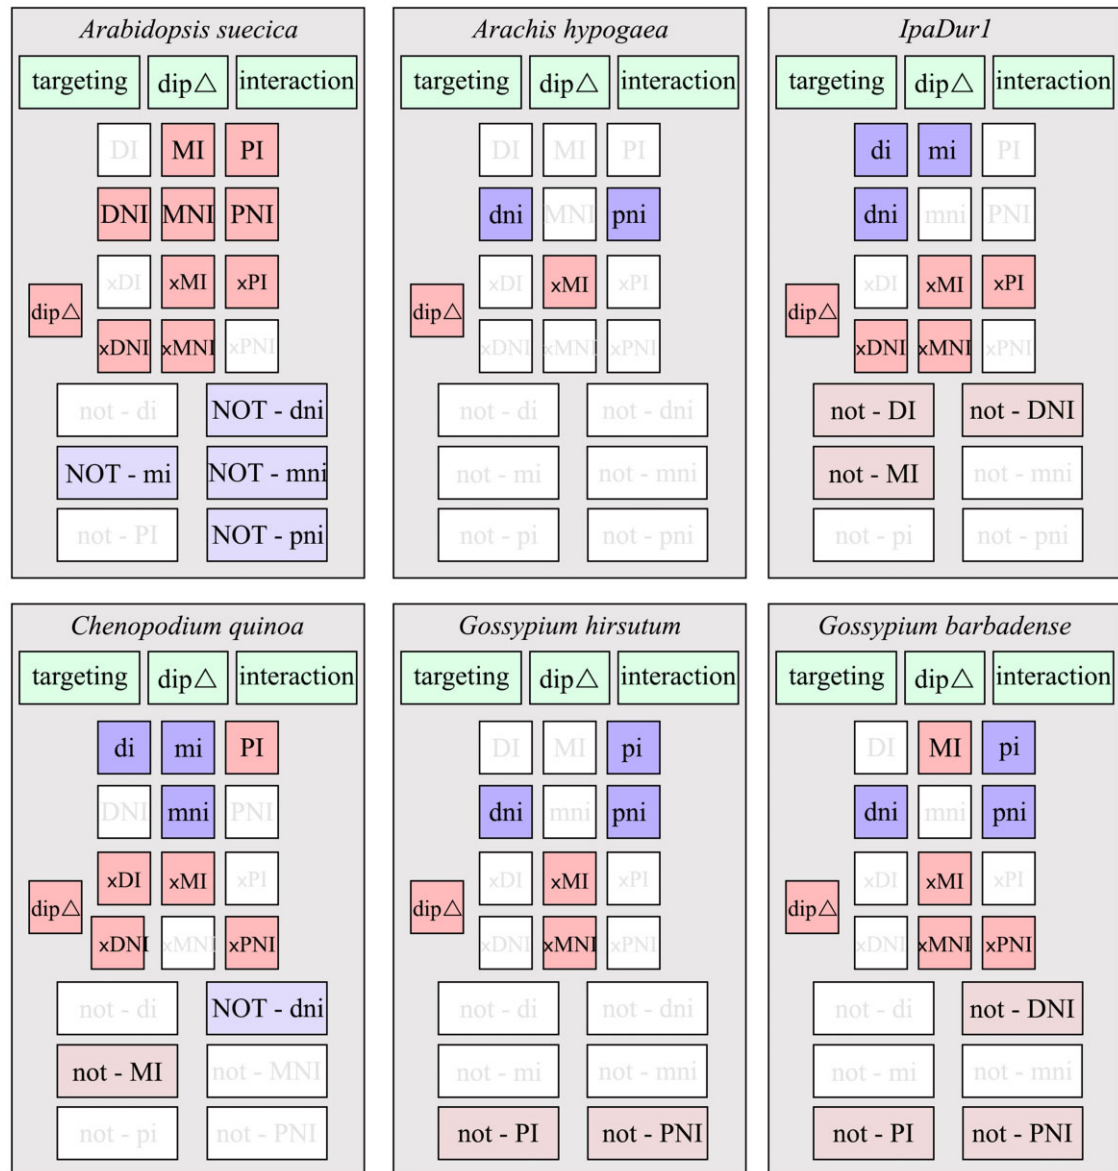 Arabidopsis suecica
targeting dip△ interaction
DI MI PI
DNI MNI PNI
xDI xMI xPI
dip△
xDNI xMNI xPNI
not - di NOT - dni
NOT - mi NOT - mni
not - PI NOT - pni
Arachis hypogaea
targeting dip△ interaction
DI MI PI
dni MNI pni
xDI xMI xPI
dip△
xDNI xMNI xPNI
not - di not - dni
not - mi not - mni
not - pi not - pni
IpaDur1
targeting dip△ interaction
di mi PI
dni mni PNI
xDI xMI xPI
dip△
xDNI xMNI xPNI
not - DI not - DNI
not - MI not - mni
not - pi not - pni
Chenopodium quinoa
targeting dip△ interaction
di mi PI
DNI mni PNI
xDI xMI xPI
dip△
xDNI xMNI xPNI
not - di NOT - dni
not - MI not - MNI
not - pi not - PNI
Gossypium hirsutum
targeting dip△ interaction
DI MI pi
dni mni pni
xDI xMI xPI
dip△
xDNI xMNI xPNI
not - di not - dni
not - mi not - mni
not - PI not - PNI
Gossypium barbadense
targeting dip△ interaction
DI MI pi
dni mni pni
xDI xMI xPI
dip△
xDNI xMNI xPNI
not - di not - DNI
not - mi not - mni
not - PI not - PNI